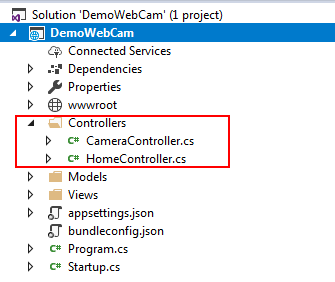 Solution 'DemoWebCam' (1 project)
DemoWebCam
Connected Services
Dependencies
Properties
wwwroot
Controllers
C# CameraController.cs
C# HomeController.cs
Models
Views
appsettings.json
bundleconfig.json
C# Program.cs
C# Startup.cs